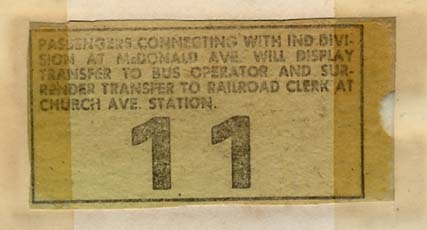 PASSENGERS CONNECTING WITH IND DIVI-
SION AT McDONALD AVE. WILL DISPLAY
TRANSFER TO BUS OPERATOR AND SUR-
RENDER TRANSFER TO RAILROAD CLERK AT
CHURCH AVE. STATION.
11